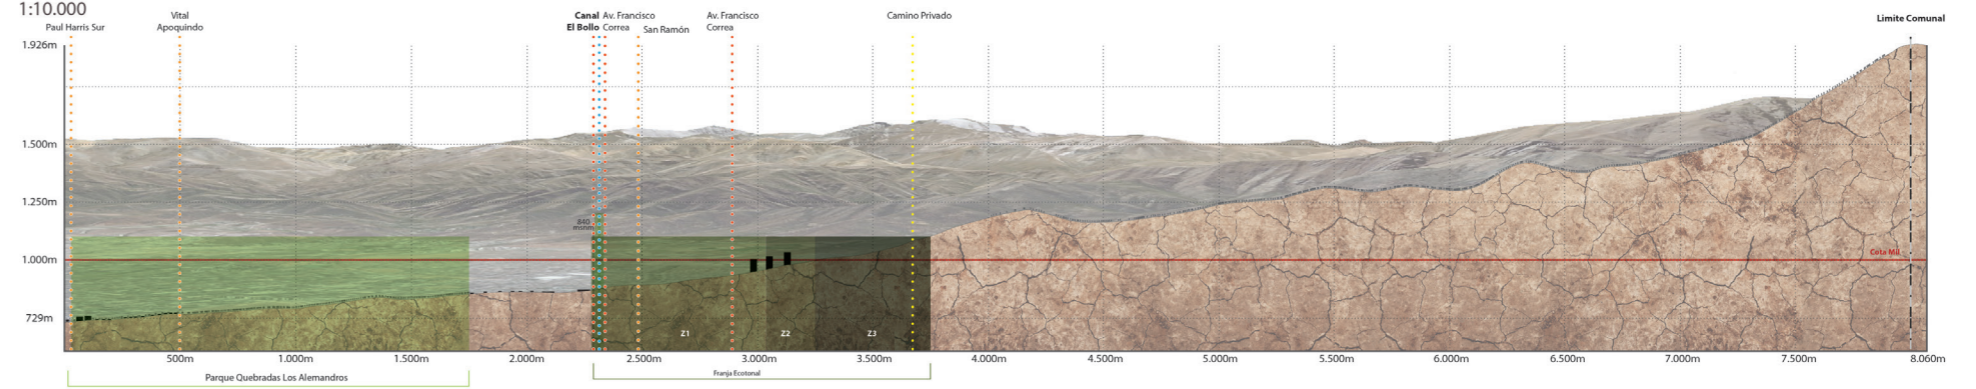 1:10.000
Paul Harris Sur
Vital
Apoquindo
Canal
El Bollo
Av. Francisco
Correa
San Ramón
Av. Francisco
Correa
Camino Privado
Limite Comunal
1.926m
1.500m
1.250m
1.000m
729m
840
msnm
Cota Mil
Z1
Z2
Z3
500m
1.000m
1.500m
2.000m
2.500m
3.000m
3.500m
4.000m
4.500m
5.000m
5.500m
6.000m
6.500m
7.000m
7.500m
8.060m
Parque Quebradas Los Alemandros
Franja Ecotonal